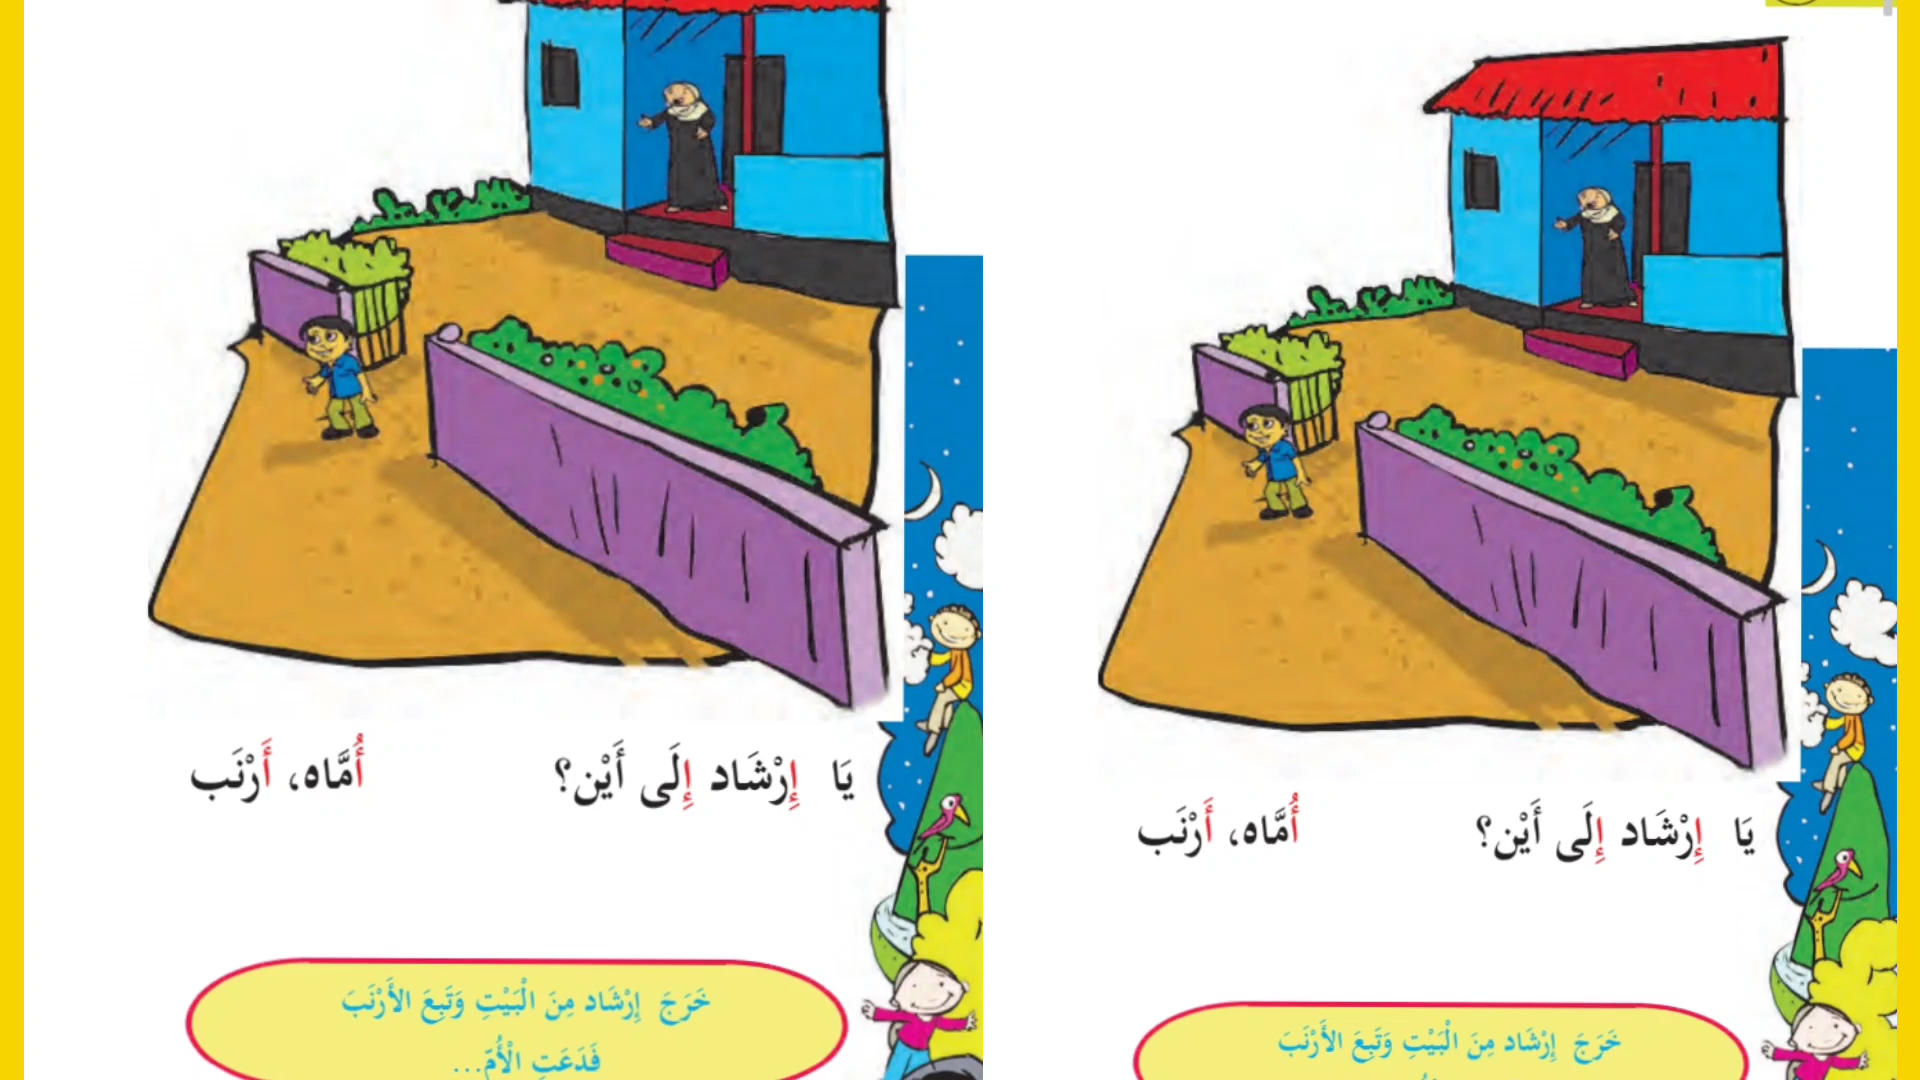 يَا إِرْشَاد إِلَى أَيْن؟ أُمَّاه، أَرْنَب
خَرَجَ إِرْشَاد مِنَ الْبَيْتِ وَتَبِعَ الأَرْنَبَ
فَدَعَتِ الْأُمّ...
يَا إِرْشَاد إِلَى أَيْن؟ أُمَّاه، أَرْنَب
خَرَجَ إِرْشَاد مِنَ الْبَيْتِ وَتَبِعَ الأَرْنَبَ